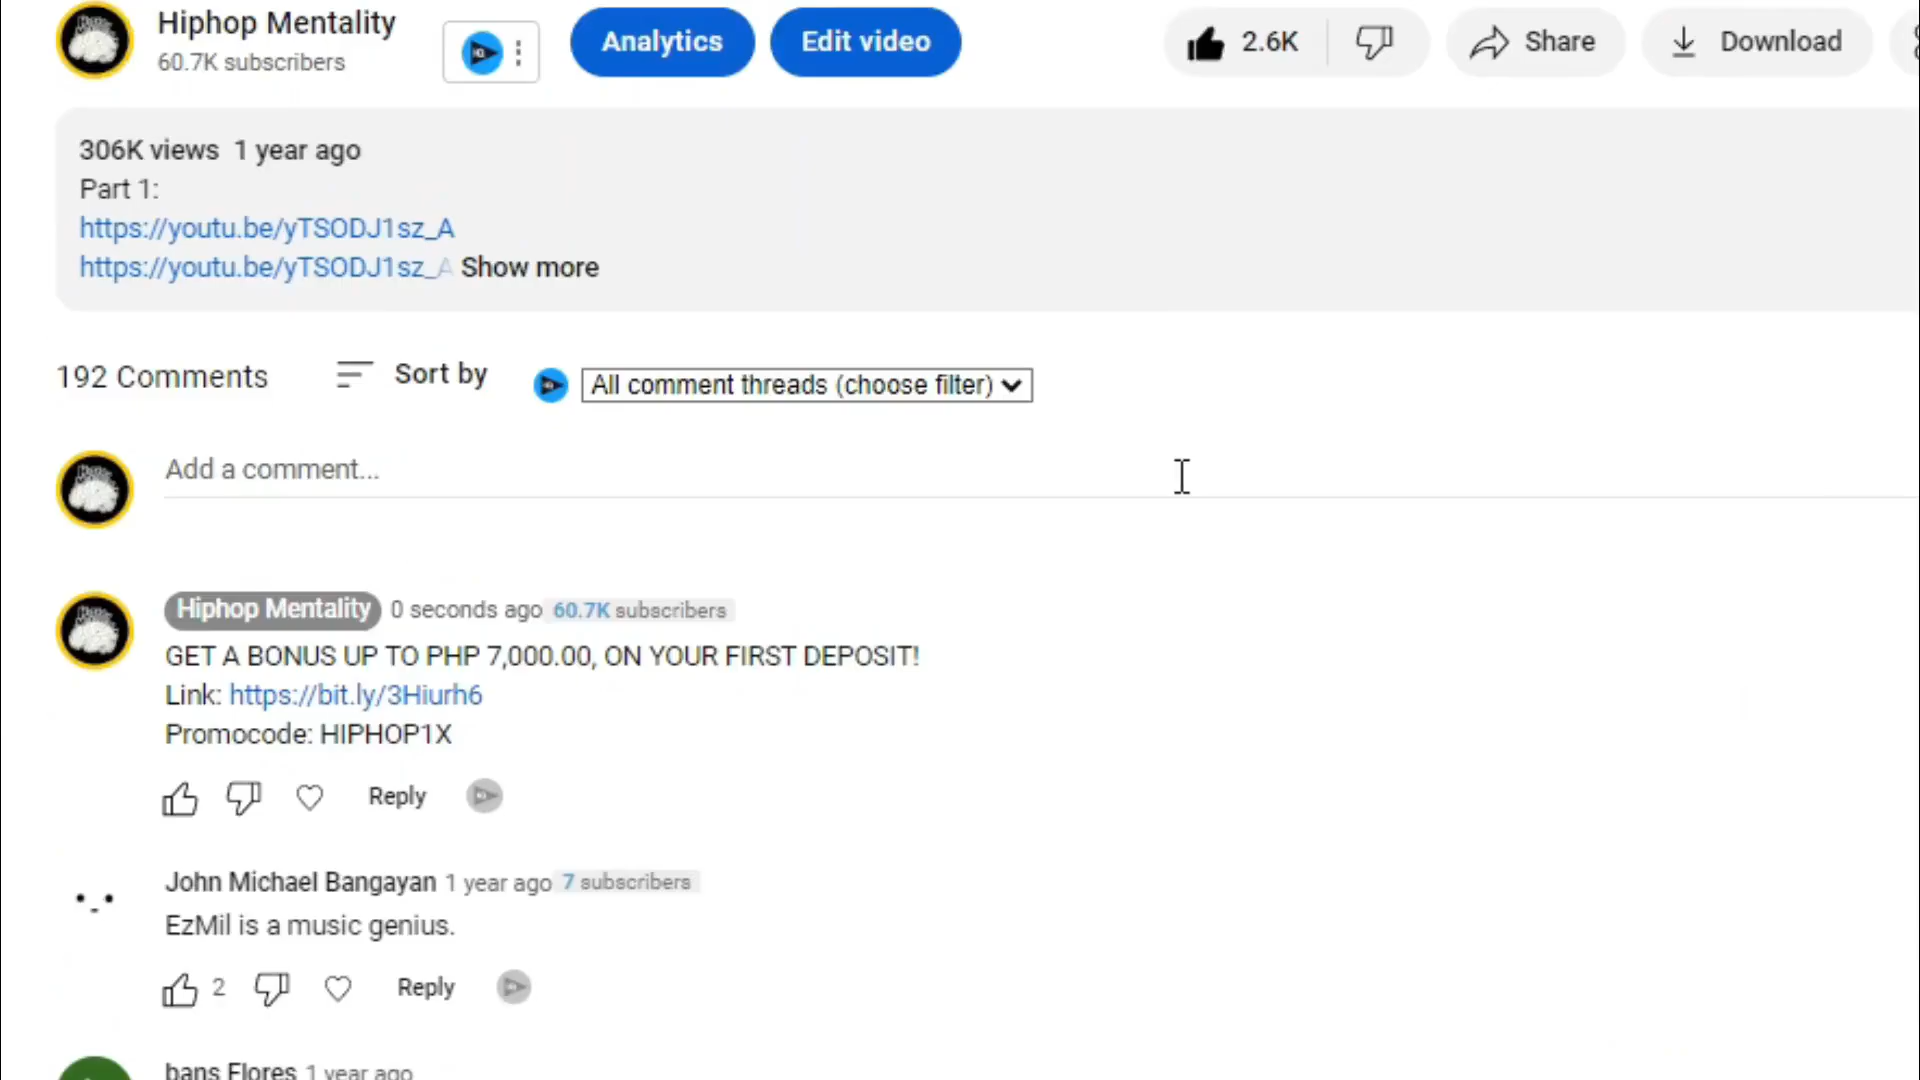 Hiphop Mentality
60.7K subscribers
Analytics
Edit video
2.6K
Share
Download
306K views 1 year ago
Part 1:
https://youtu.be/yTSODJ1sz_A
https://youtu.be/yTSODJ1sz_A Show more
192 Comments
Sort by
All comment threads (choose filter)
Add a comment...
Hiphop Mentality 0 seconds ago 60.7K subscribers
GET A BONUS UP TO PHP 7,000.00, ON YOUR FIRST DEPOSIT!
Link: https://bit.ly/3Hiurh6
Promocode: HIPHOP1X
Reply
John Michael Bangayan 1 year ago 7 subscribers
EzMil is a music genius.
2
Reply
bans Flores 1 year ago